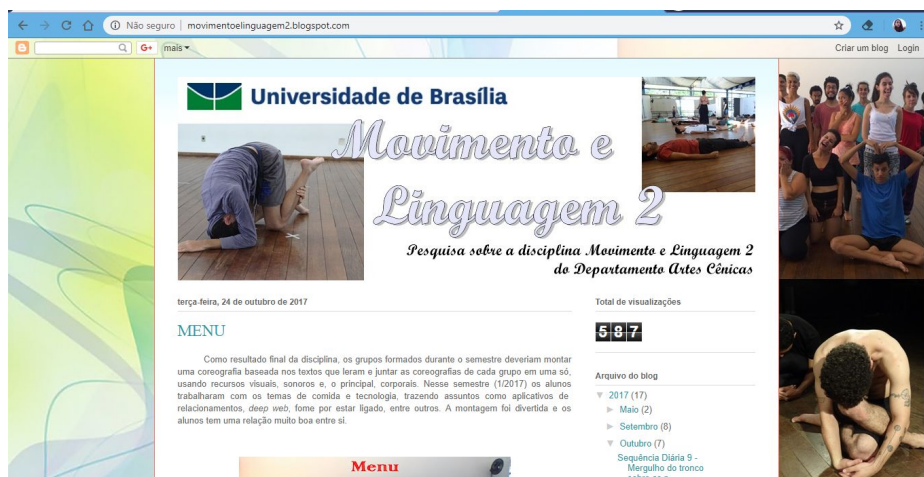 Não seguro | movimentoelinguagem2.blogspot.com
G+ mais
Criar um blog Login
Universidade de Brasília
Movimento e
Linguagem 2
Pesquisa sobre a disciplina Movimento e Linguagem 2
do Departamento Artes Cênicas
terça-feira, 24 de outubro de 2017
MENU
Como resultado final da disciplina, os grupos formados durante o semestre deveriam montar
uma coreografia baseada nos textos que leram e juntar as coreografias de cada grupo em uma só,
usando recursos visuais, sonoros e, o principal, corporais. Nesse semestre (1/2017) os alunos
trabalharam com os temas de comida e tecnologia, trazendo assuntos como aplicativos de
relacionamentos, deep web, fome por estar ligado, entre outros. A montagem foi divertida e os
alunos tem uma relação muito boa entre si.
Menu
Total de visualizações
587
Arquivo do blog
▼ 2017 (17)
► Maio (2)
► Setembro (8)
▼ Outubro (7)
Sequência Diária 9 -
Mergulho do tronco